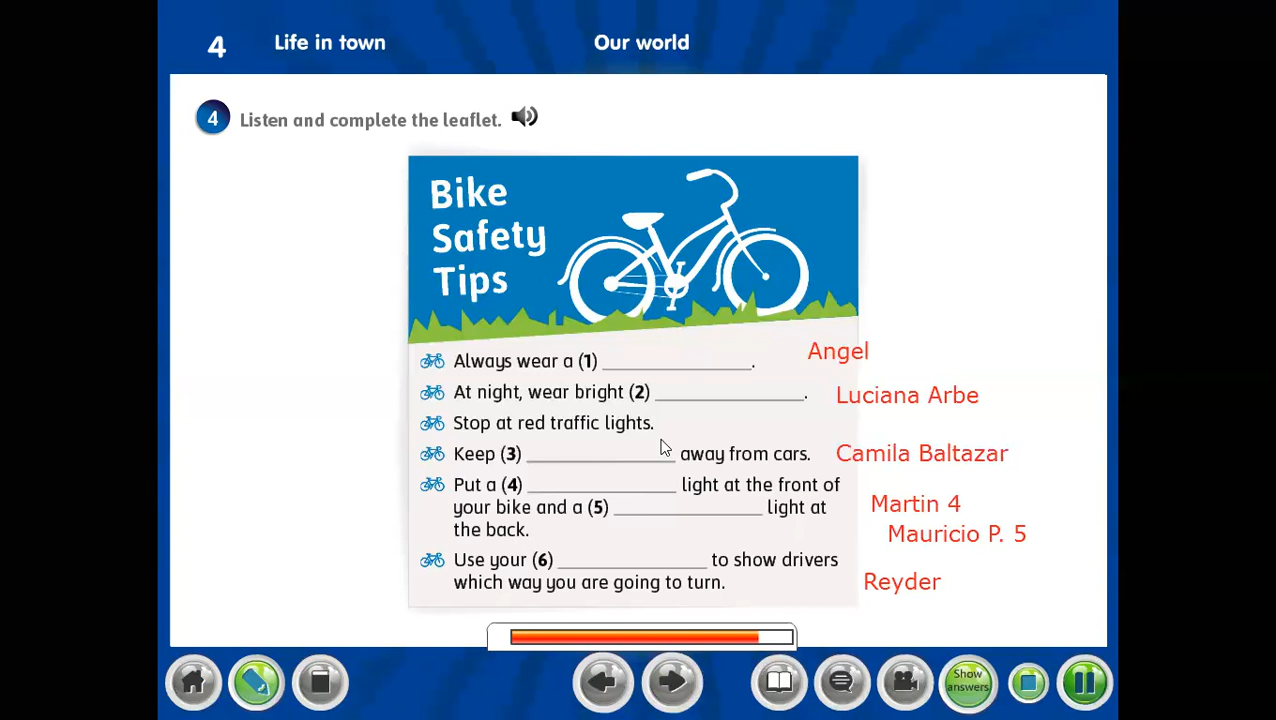 4 Life in town Our world
4 Listen and complete the leaflet.
Bike
Safety
Tips
Always wear a (1) ______________. Angel
At night, wear bright (2) ______________. Luciana Arbe
Stop at red traffic lights.
Keep (3) ______________ away from cars. Camila Baltazar
Put a (4) ______________ light at the front of
your bike and a (5) ______________ light at
the back.
Martin 4
Mauricio P. 5
Use your (6) ______________ to show drivers
which way you are going to turn. Reyder
Show
answers